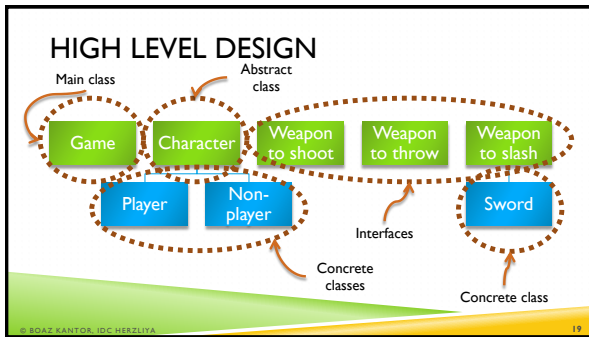 HIGH LEVEL DESIGN
Main class
Abstract
class
Game
Character
Weapon
to shoot
Weapon
to throw
Weapon
to slash
Player
Non-
player
Sword
Interfaces
Concrete
classes
Concrete class
© BOAZ KANTOR, IDC HERZLIYA
19